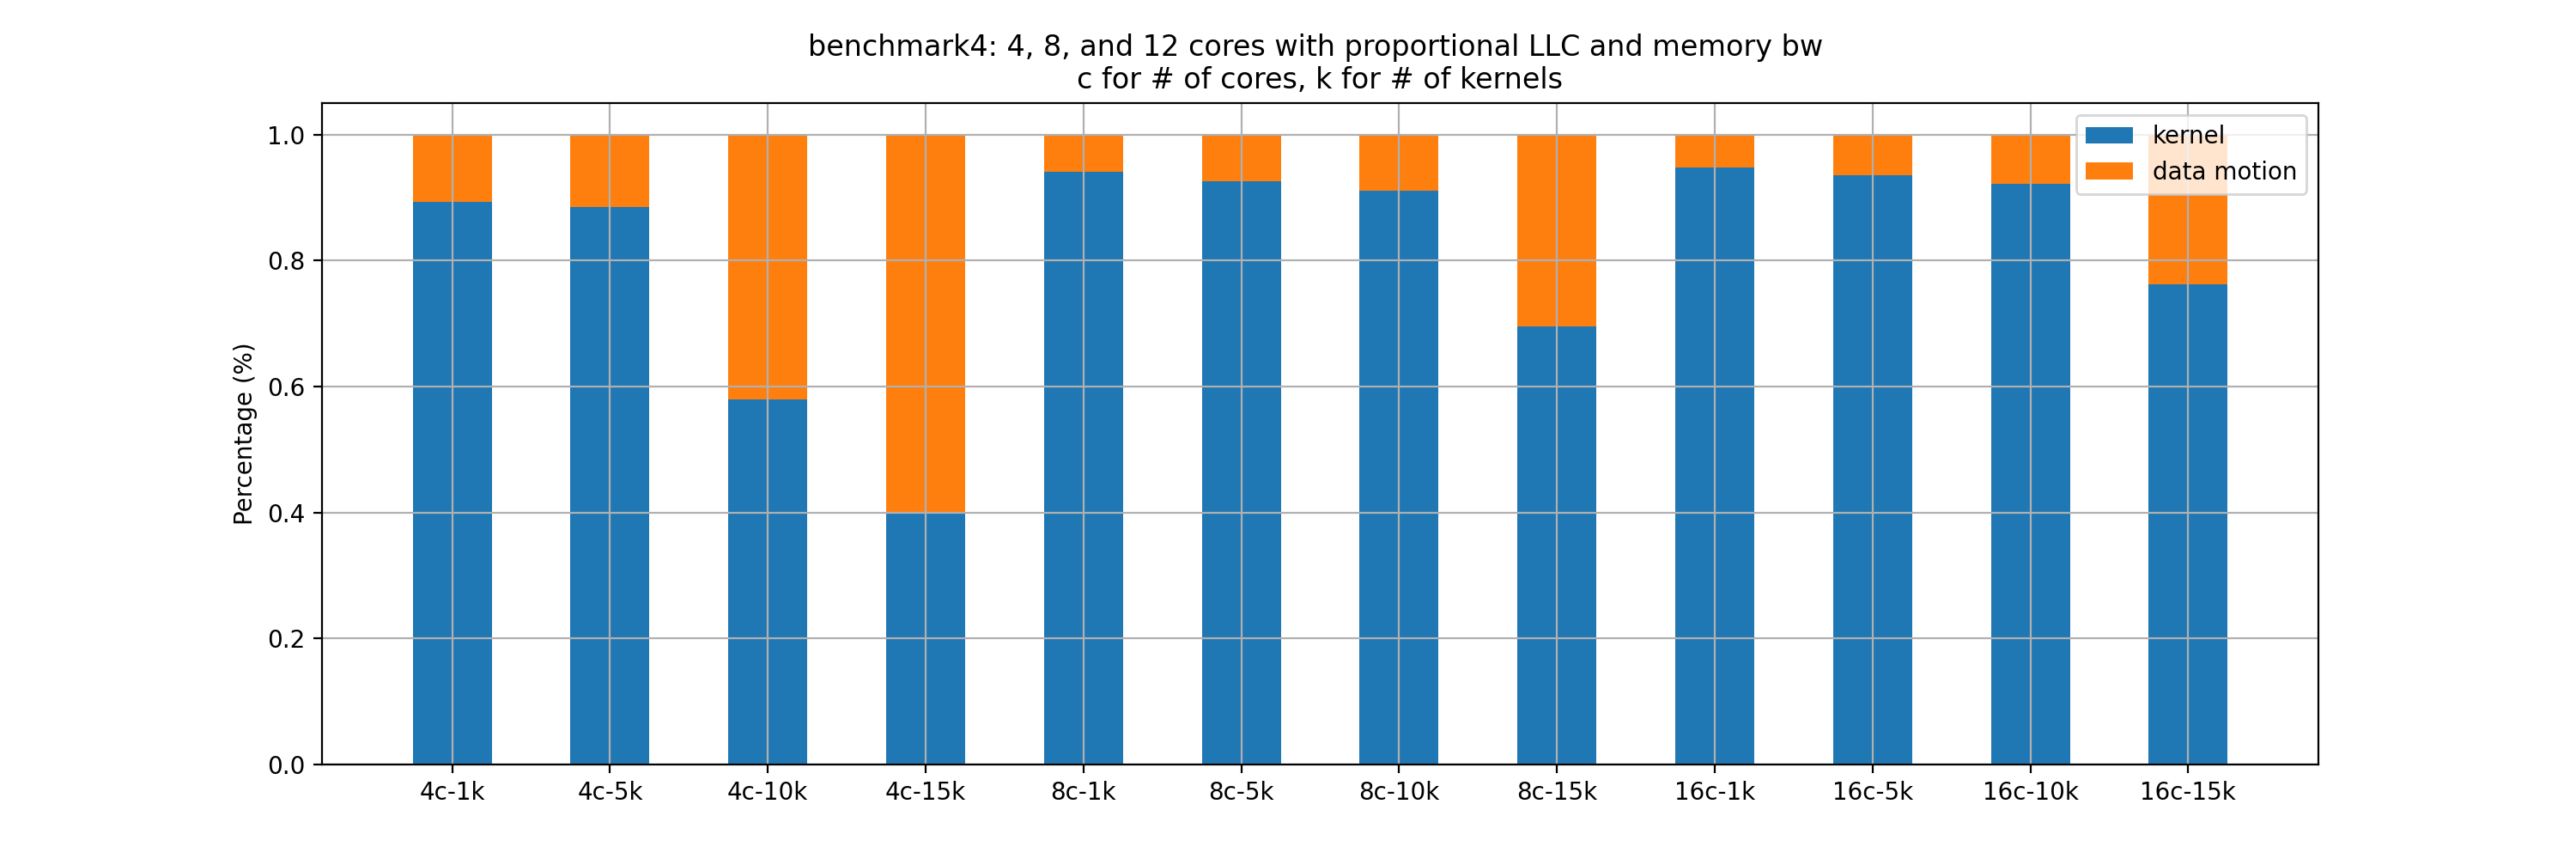 benchmark4: 4, 8, and 12 cores with proportional LLC and memory bw
c for # of cores, k for # of kernels
kernel
data motion
Percentage (%)
1.0
0.8
0.6
0.4
0.2
0.0
4c-1k 4c-5k 4c-10k 4c-15k 8c-1k 8c-5k 8c-10k 8c-15k 16c-1k 16c-5k 16c-10k 16c-15k